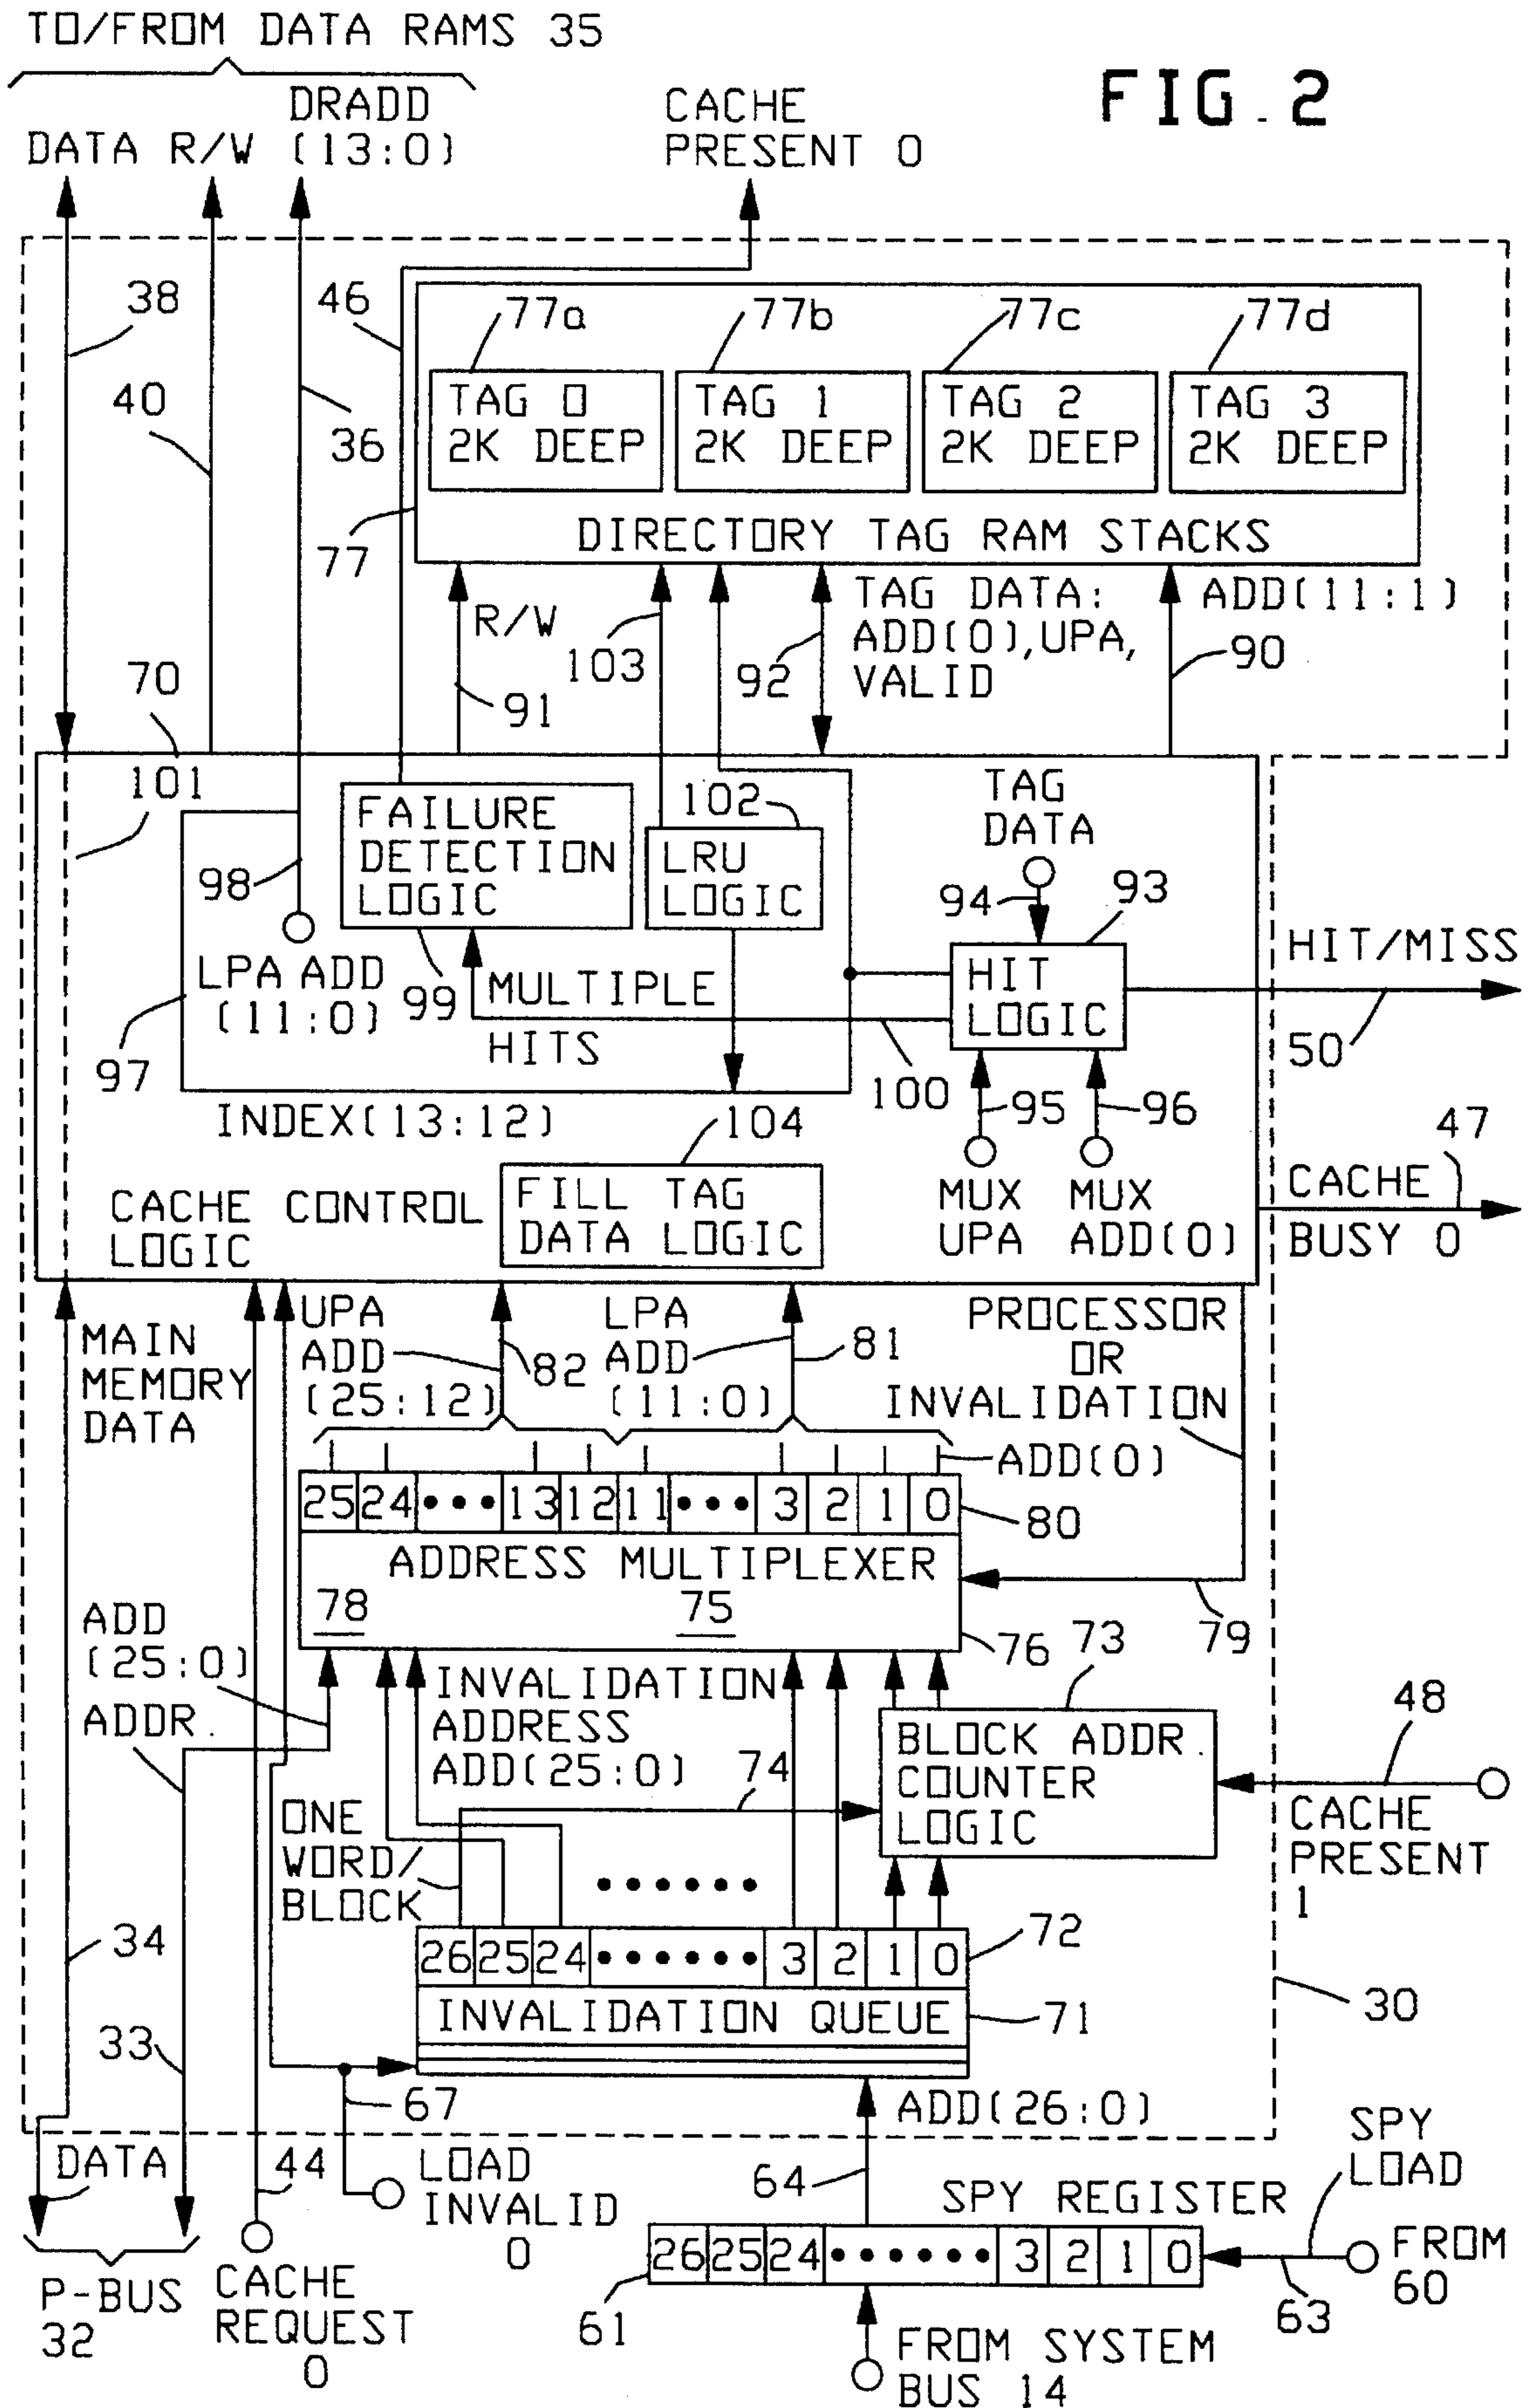 TO/FROM DATA RAMS 35
FIG. 2
DRADD
DATA R/W (13:0)
CACHE
PRESENT 0
38
46
40
36
77a
77b
77c
77d
TAG 0
2K DEEP
TAG 1
2K DEEP
TAG 2
2K DEEP
TAG 3
2K DEEP
77
DIRECTORY TAG RAM STACKS
R/W
103
92
TAG DATA:
ADD(0),UPA,
VALID
ADD(11:1)
90
91
70
101
98
FAILURE
DETECTION
LOGIC
102
LRU
LOGIC
TAG
DATA
94
93
LPA ADD
(11:0)
99
MULTIPLE
HITS
HIT
LOGIC
HIT/MISS
50
97
100
95
96
INDEX(13:12)
104
47
CACHE CONTROL
LOGIC
FILL TAG
DATA LOGIC
MUX
UPA
MUX
ADD(0)
CACHE
BUSY 0
MAIN
MEMORY
DATA
UPA
ADD
(25:12)
82
LPA
ADD
(11:0)
81
PROCESSOR
OR
INVALIDATION
ADD(0)
25 24 ••• 13 12 11 ••• 3 2 1 0
80
ADDRESS MULTIPLEXER
78
75
76
79
73
ADD
(25:0)
ADDR.
INVALIDATION
ADDRESS
ADD(25:0)
74
BLOCK ADDR.
COUNTER
LOGIC
48
CACHE
PRESENT
1
ONE
WORD/
BLOCK
34
26 25 24 •••••• 3 2 1 0
72
INVALIDATION QUEUE
71
30
33
67
ADD(26:0)
DATA
44
LOAD
INVALID
0
64
SPY REGISTER
SPY
LOAD
26 25 24 •••••• 3 2 1 0
FROM
60
63
61
P-BUS
32
CACHE
REQUEST
0
FROM SYSTEM
BUS 14